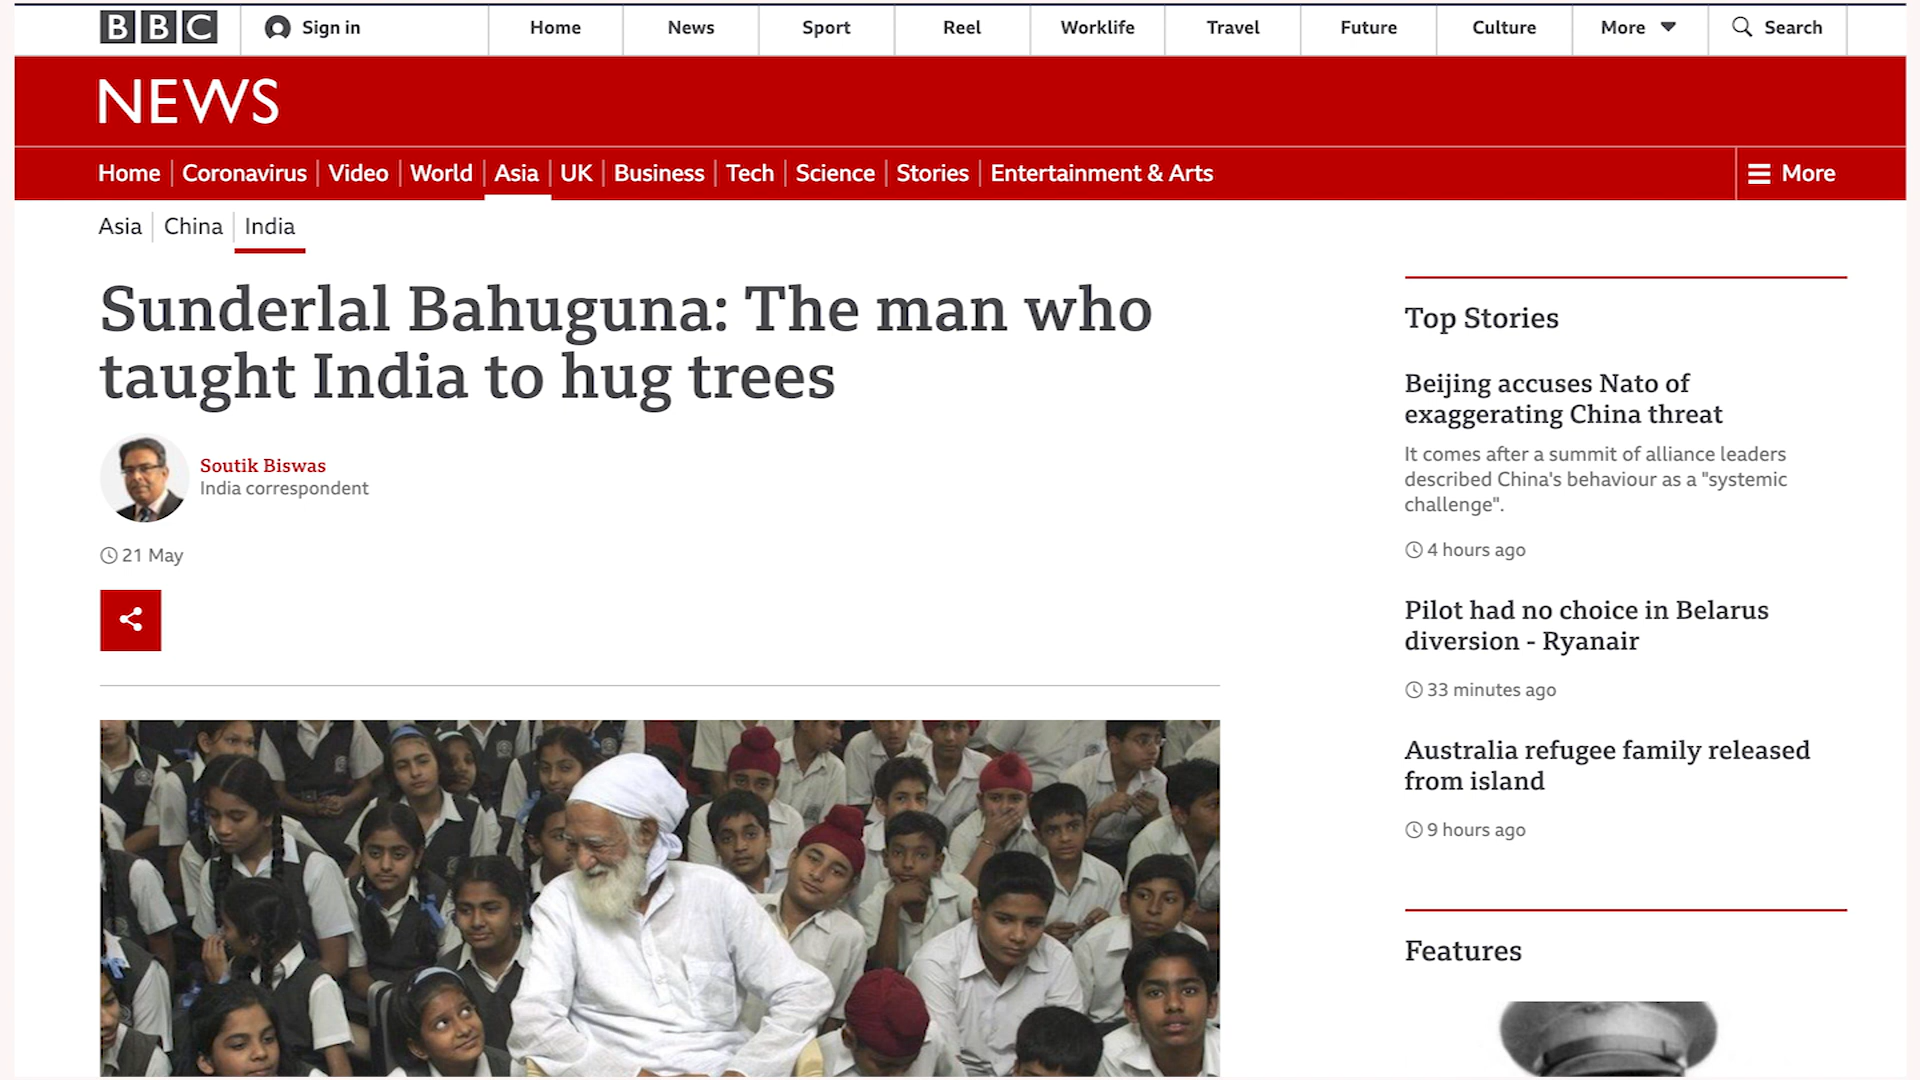 BBC
Sign in
Home
News
Sport
Reel
Worklife
Travel
Future
Culture
More
Search
NEWS
Home
Coronavirus
Video
World
Asia
UK
Business
Tech
Science
Stories
Entertainment & Arts
More
Asia
China
India
Sunderlal Bahuguna: The man who
taught India to hug trees
Soutik Biswas
India correspondent
21 May
Top Stories
Beijing accuses Nato of
exaggerating China threat
It comes after a summit of alliance leaders
described China's behaviour as a "systemic
challenge".
4 hours ago
Pilot had no choice in Belarus
diversion - Ryanair
33 minutes ago
Australia refugee family released
from island
9 hours ago
Features